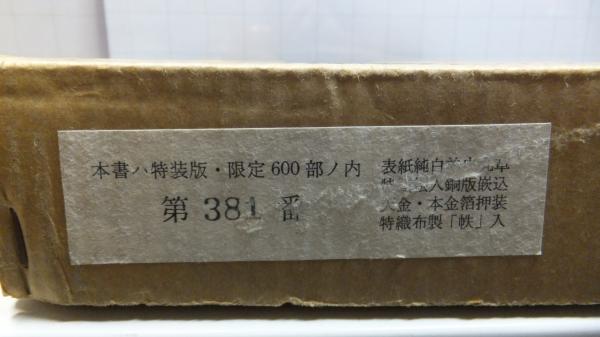 本書ハ特装版・限定600部ノ内
第 381 番
表紙純白
入銅版嵌込
天金・本金箔押装
特織布製「帙」入